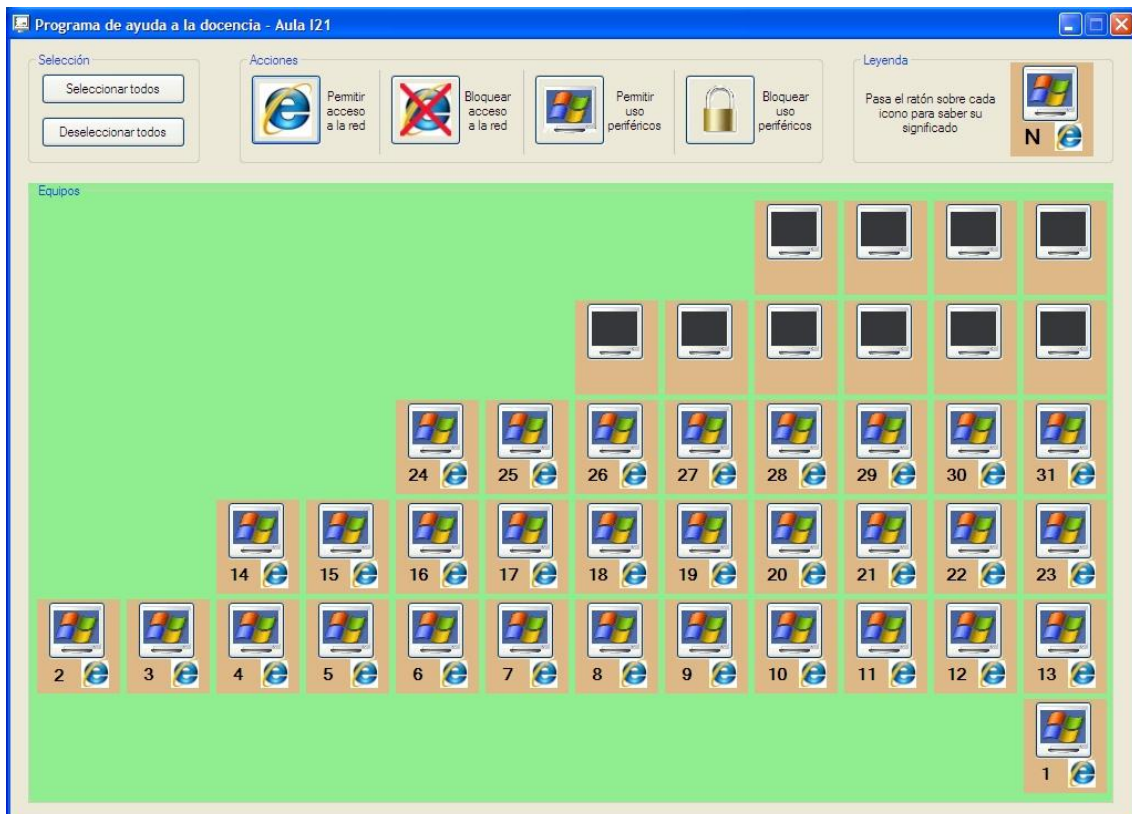 Programa de ayuda a la docencia - Aula I21
Selección
Seleccionar todos
Deseleccionar todos
Acciones
Permitir
acceso
a la red
Bloquear
acceso
a la red
Permitir
uso
periféricos
Bloquear
uso
periféricos
Leyenda
Pasa el ratón sobre cada
icono para saber su
significado
N
Equipos
24 25 26 27 28 29 30 31
14 15 16 17 18 19 20 21 22 23
2 3 4 5 6 7 8 9 10 11 12 13
1